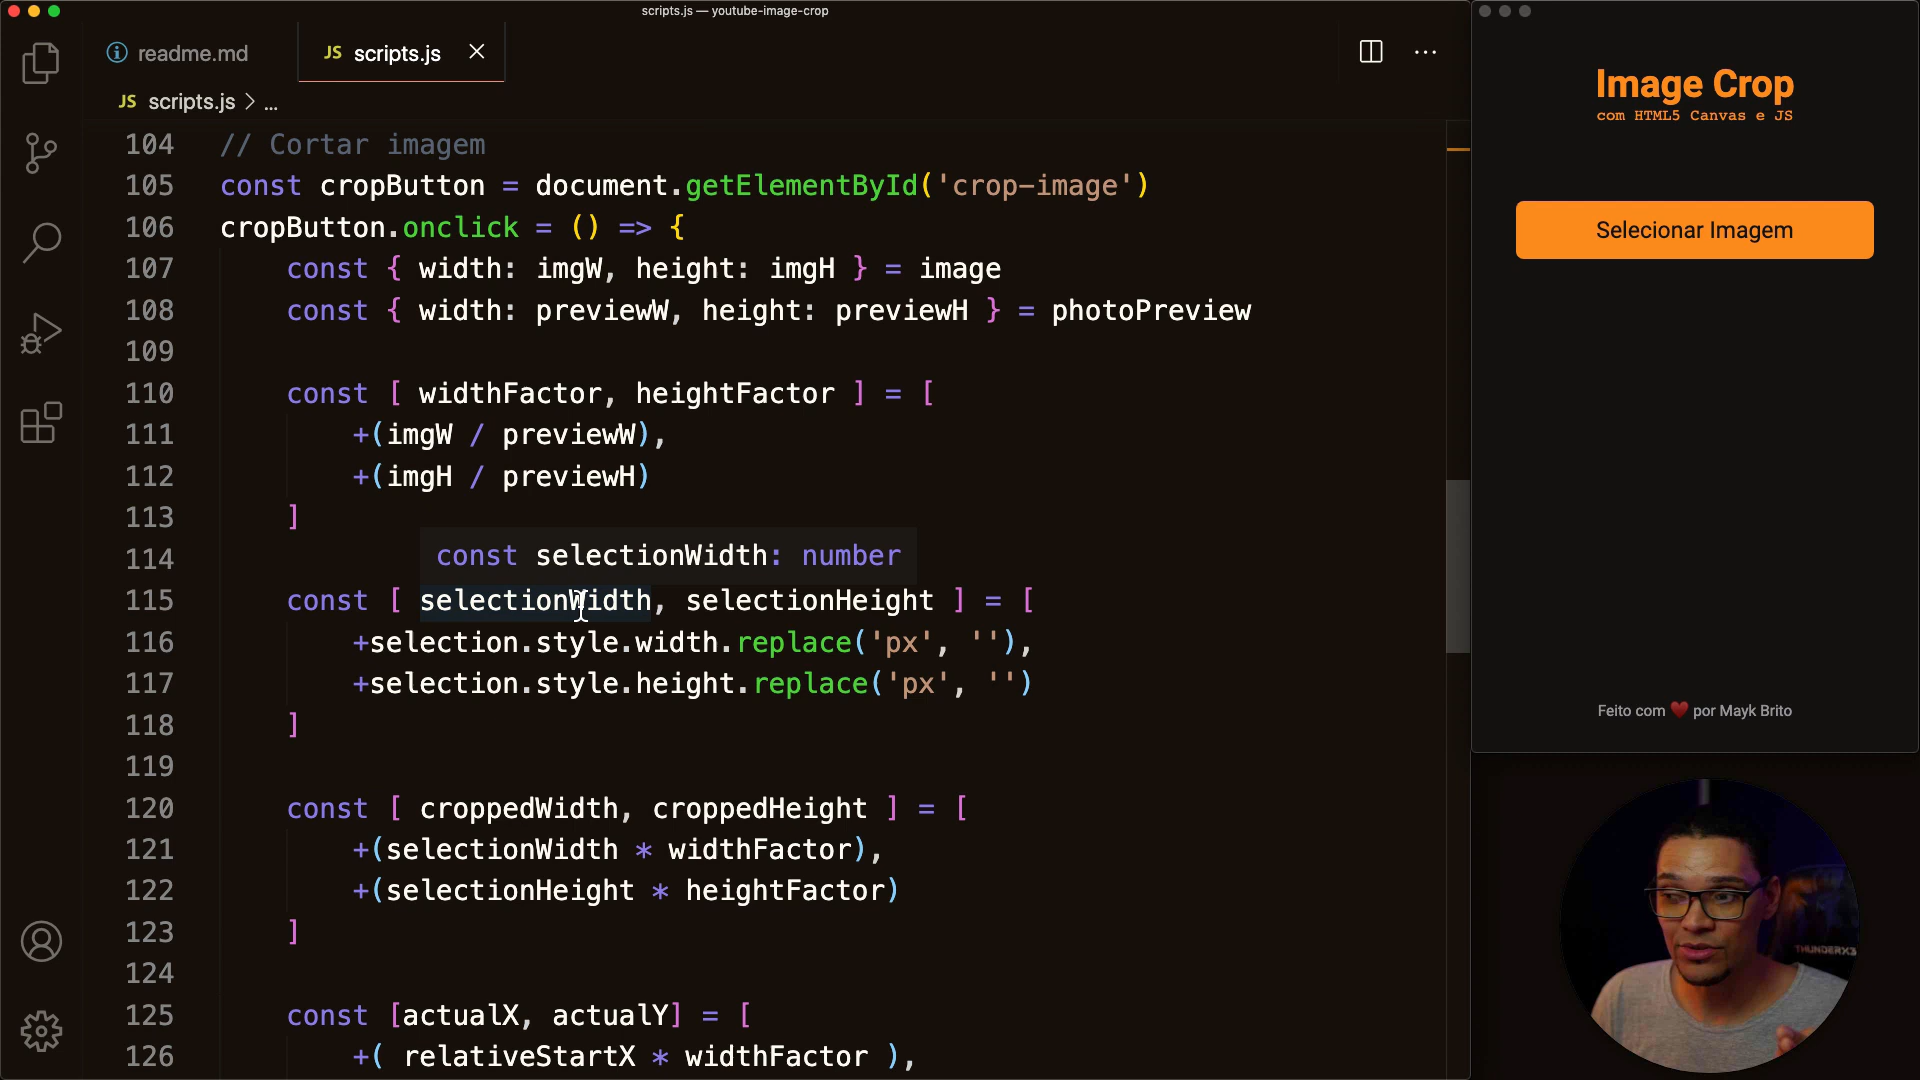 scripts.js — youtube-image-crop
readme.md
JS scripts.js
JS scripts.js > ...
104 // Cortar imagem
105 const cropButton = document.getElementById('crop-image')
106 cropButton.onclick = () => {
107 const { width: imgW, height: imgH } = image
108 const { width: previewW, height: previewH } = photoPreview
109
110 const [ widthFactor, heightFactor ] = [
111 +(imgW / previewW),
112 +(imgH / previewH)
113 ]
const selectionWidth: number
114
115 const [ selectionWidth, selectionHeight ] = [
116 +selection.style.width.replace('px', ''),
117 +selection.style.height.replace('px', '')
118 ]
119
120 const [ croppedWidth, croppedHeight ] = [
121 +(selectionWidth * widthFactor),
122 +(selectionHeight * heightFactor)
123 ]
124
125 const [actualX, actualY] = [
126 +( relativeStartX * widthFactor ),
Image Crop
com HTML5 Canvas e JS
Selecionar Imagem
Feito com ❤️ por Mayk Brito
THUNDERX3